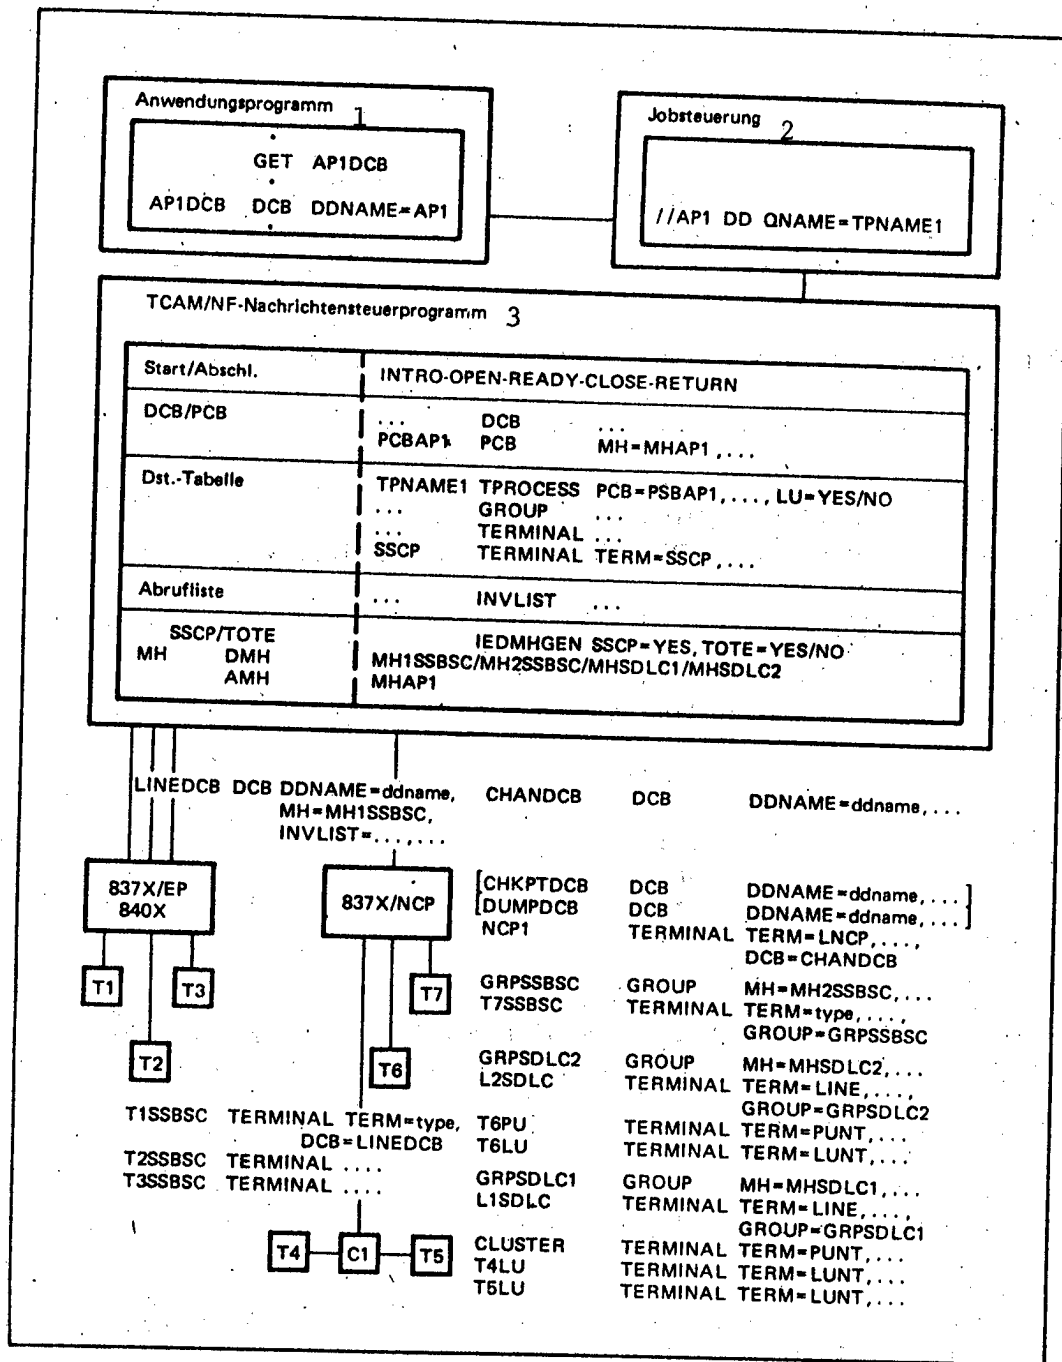 Anwendungsprogramm 1
GET AP1DCB
AP1DCB DCB DDNAME=AP1
Jobsteuerung 2
//AP1 DD QNAME=TPNAME1
TCAM/NF-Nachrichtensteuerprogramm 3
Start/Abschl. INTRO-OPEN-READY-CLOSE-RETURN
DCB/PCB ... DCB ...
PCBAP1 PCB MH=MHAP1,...
Dst.-Tabelle TPNAME1 TPROCESS PCB=PSBAP1,...., LU=YES/NO
... GROUP ...
... TERMINAL ...
SSCP TERMINAL TERM=SSCP,...
Abrufliste ... INVLIST ...
SSCP/TOTE IEDMHGEN SSCP=YES, TOTE=YES/NO
MH DMH MH1SSBSC/MH2SSBSC/MHSDLC1/MHSDLC2
AMH MHAP1
LINEDCB DCB DDNAME=ddname,
MH=MH1SSBSC,
INVLIST=...,...
CHANDCB DCB DDNAME=ddname,...
837X/EP
840X
837X/NCP
[CHKPTDCB DCB DDNAME=ddname,...]
[DUMPDCB DCB DDNAME=ddname,...]
NCP1 TERMINAL TERM=LNCP,....,
DCB=CHANDCB
T1
T3
T7
GRPSSBSC GROUP MH=MH2SSBSC,...
T7SSBSC TERMINAL TERM=type,....,
GROUP=GRPSSBSC
T2
T6
GRPSDLC2 GROUP MH=MHSDLC2,...
L2SDLC TERMINAL TERM=LINE,....,
GROUP=GRPSDLC2
T1SSBSC TERMINAL TERM=type,
DCB=LINEDCB
T2SSBSC TERMINAL ....
T3SSBSC TERMINAL ....
T6PU TERMINAL TERM=PUNT,...
T6LU TERMINAL TERM=LUNT,...
GRPSDLC1 GROUP MH=MHSDLC1,...
L1SDLC TERMINAL TERM=LINE,....,
GROUP=GRPSDLC1
T4
C1
T5
CLUSTER TERMINAL TERM=PUNT,...
T4LU TERMINAL TERM=LUNT,...
T5LU TERMINAL TERM=LUNT,...